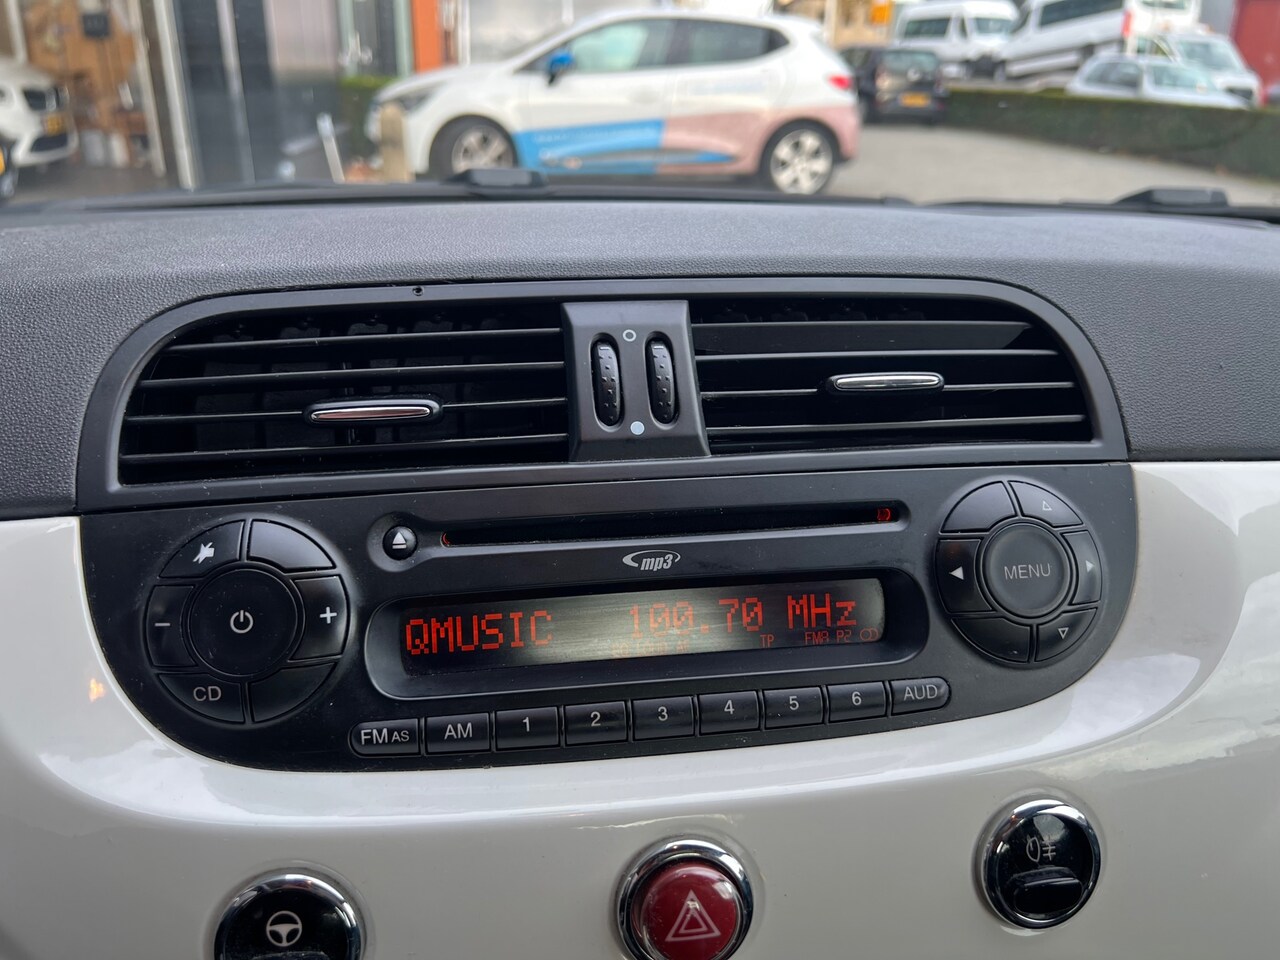 mp3
MENU
QMUSIC 100.70 MHz
TP FMB P2
CD
FM AS AM 1 2 3 4 5 6 AUD